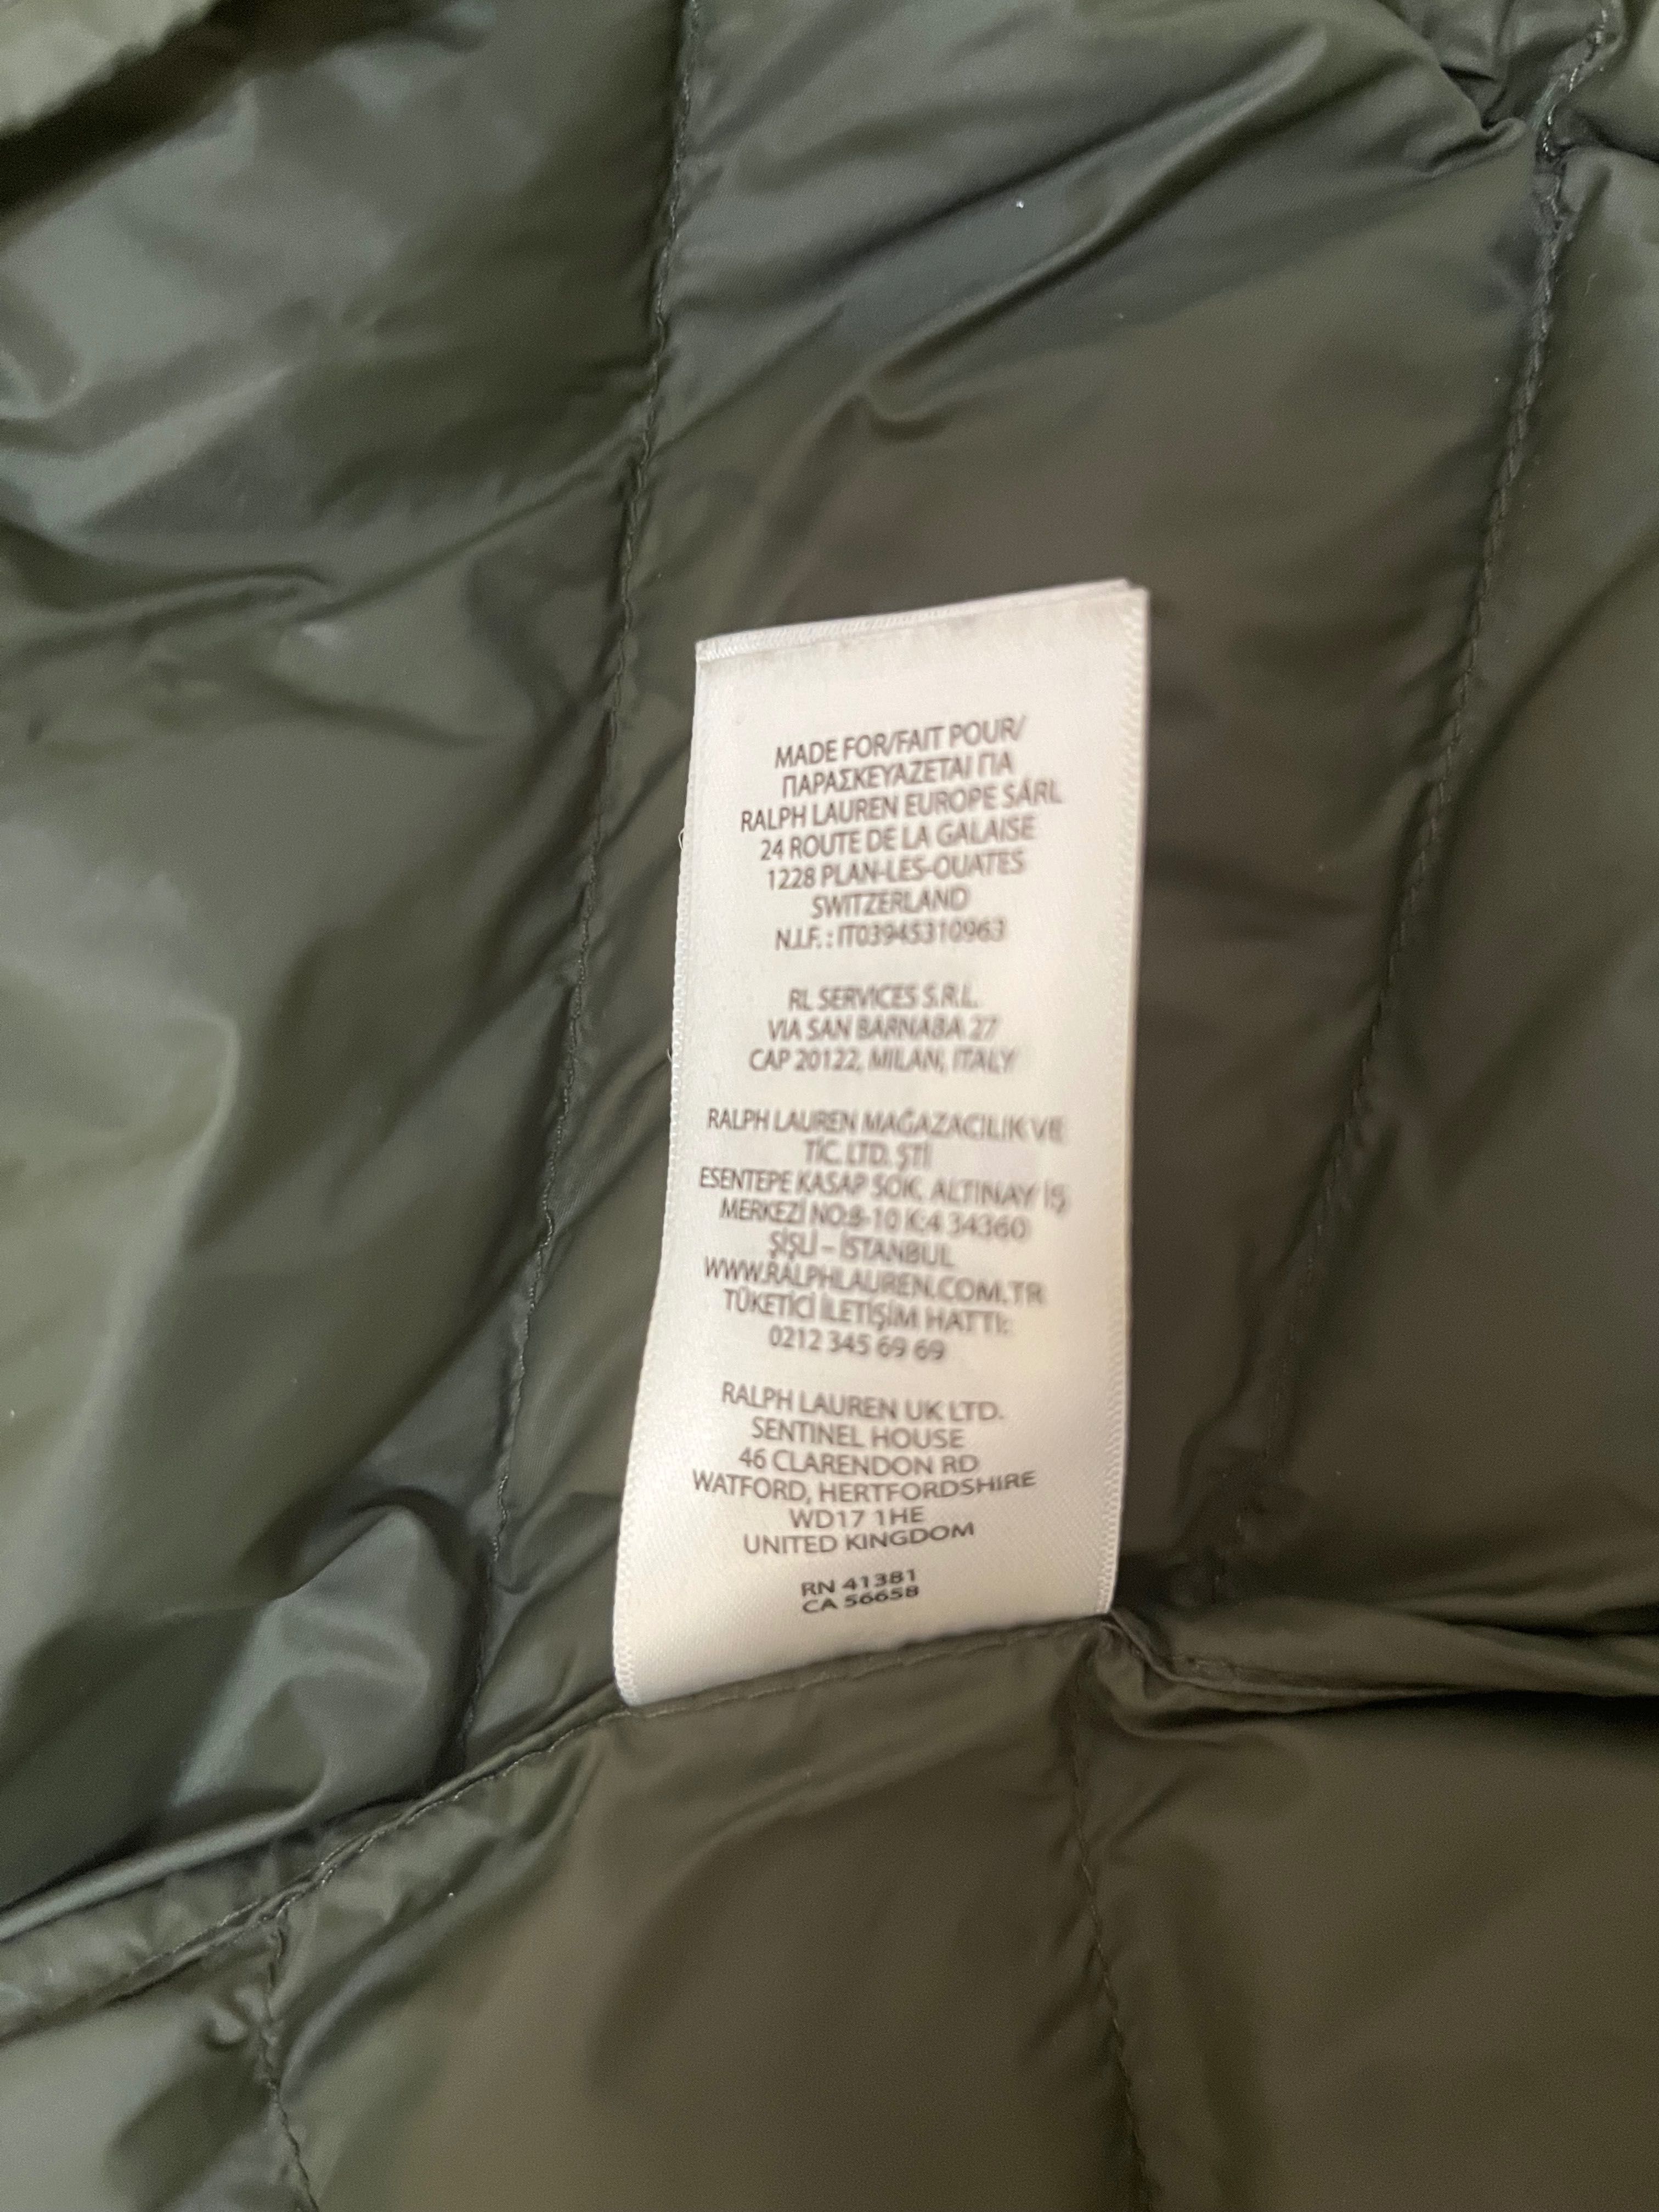 MADE FOR/FAIT POUR/
ΠΑΡΑΣΚΕΥΑΖΕΤΑΙ ΓΙΑ
RALPH LAUREN EUROPE SÀRL
24 ROUTE DE LA GALAISE
1228 PLAN-LES-OUATES
SWITZERLAND
N.I.F. : IT03945310963
RL SERVICES S.R.L.
VIA SAN BARNABA 27
CAP 20122, MILAN, ITALY
RALPH LAUREN MAĞAZACILIK VE
TİC. LTD. ŞTİ
ESENTEPE KASAP SOK. ALTINAY İŞ
MERKEZİ NO:8-10 K:4 34360
ŞİŞLİ – İSTANBUL
WWW.RALPHLAUREN.COM.TR
TÜKETİCİ İLETİŞİM HATTI:
0212 345 69 69
RALPH LAUREN UK LTD.
SENTINEL HOUSE
46 CLARENDON RD
WATFORD, HERTFORDSHIRE
WD17 1HE
UNITED KINGDOM
RN 41381
CA 56658